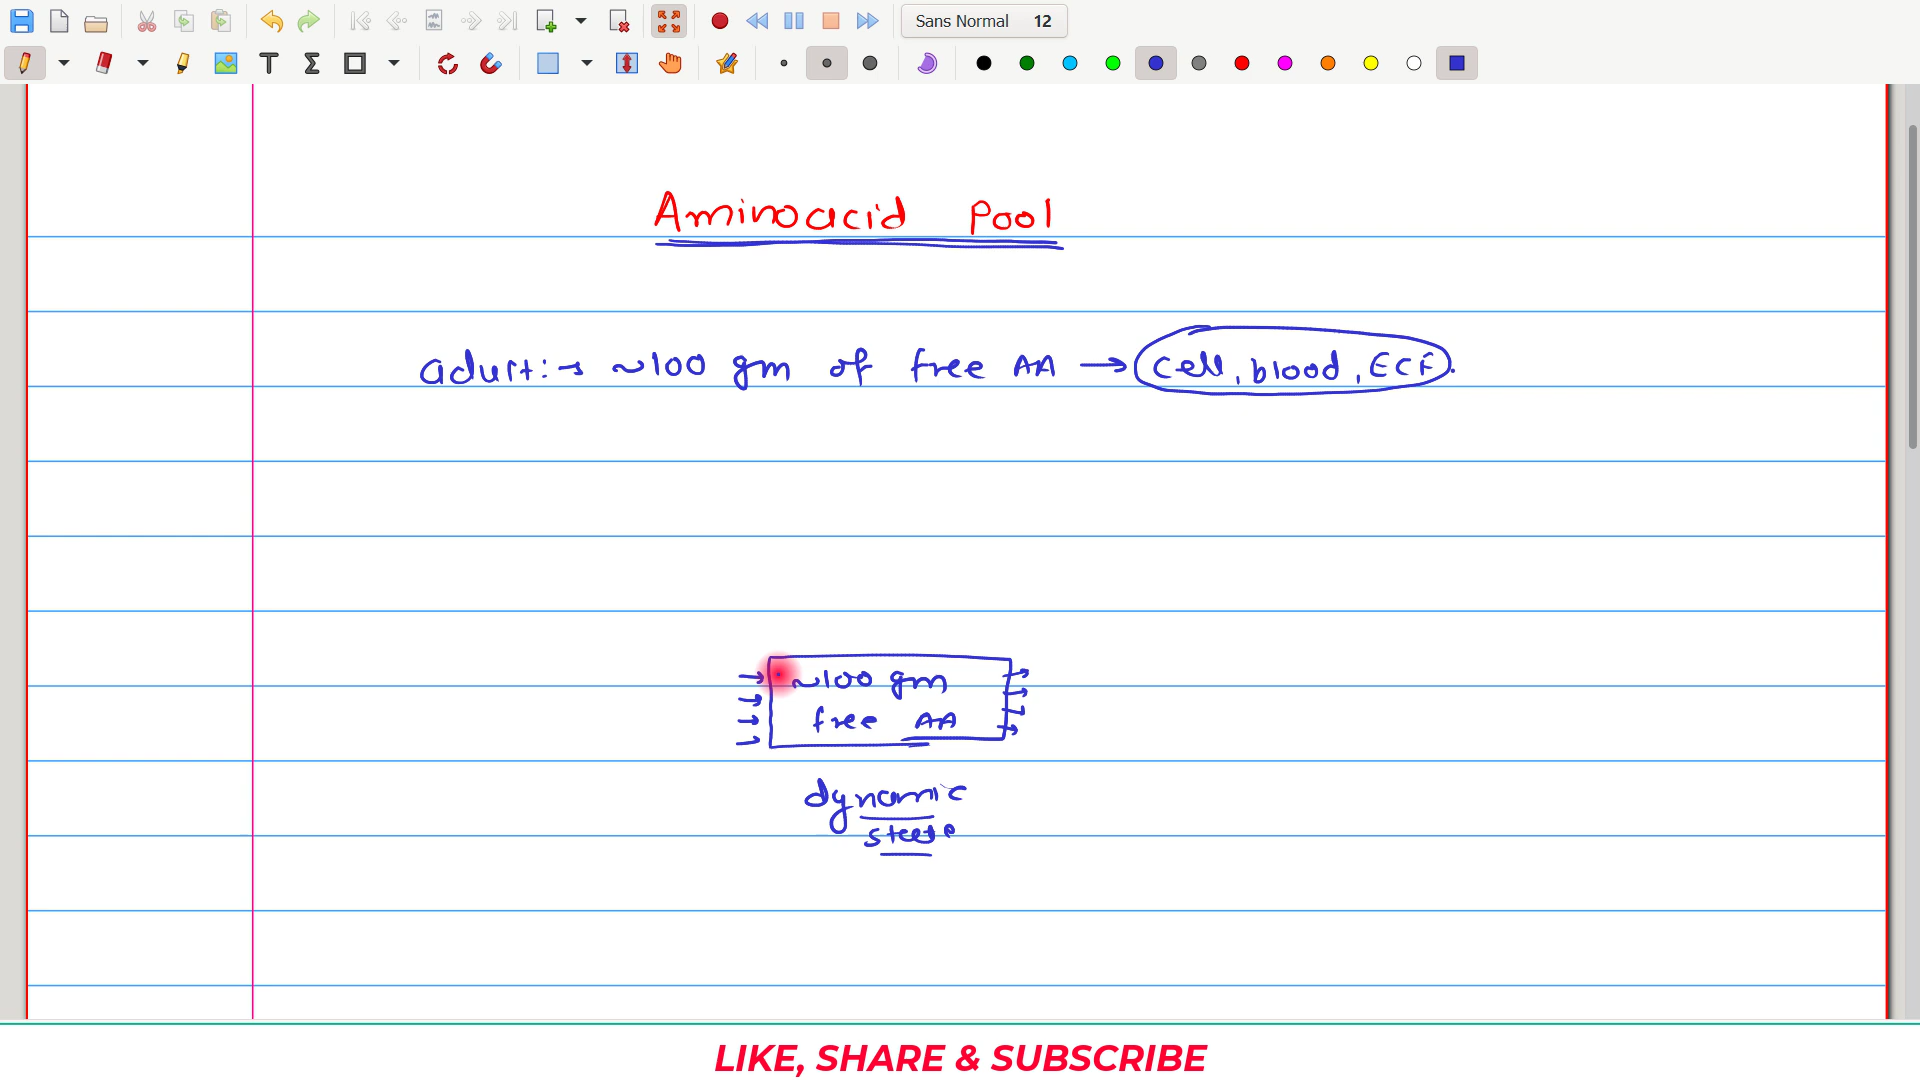 Sans Normal 12
Aminoacid Pool
adult:→ ~100 gm of free AA → cell, blood, ECF.
~100 gm
free AA
dynamic
state
LIKE, SHARE & SUBSCRIBE